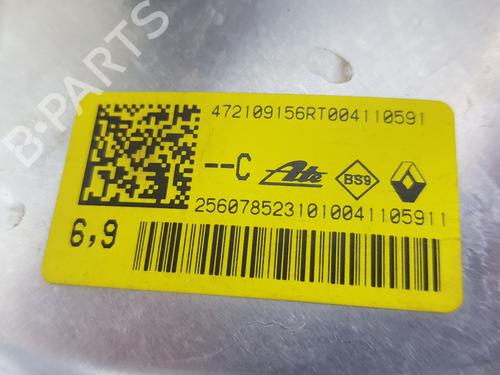 472109156RT004110591
--C Ate BS9
25607852310100411059 11
6,9
B-PARTS